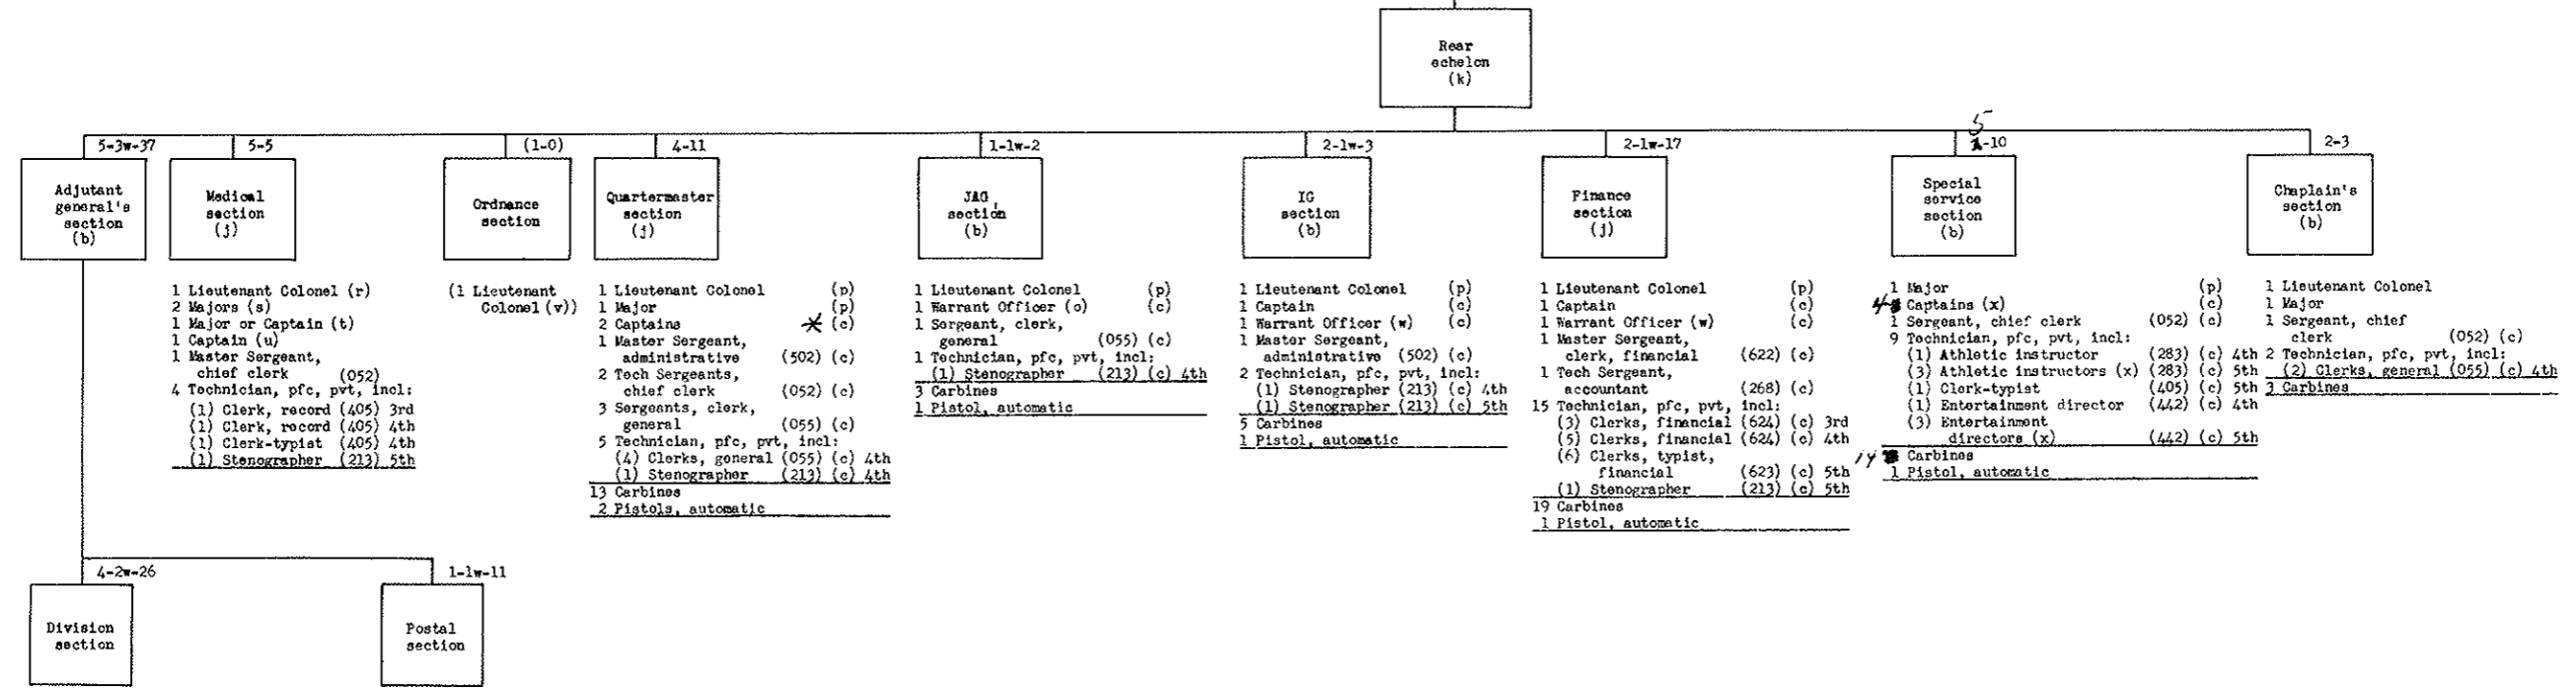 Rear
echelon
(k)
5-3w-37
5-5
(1-0)
4-11
1-1w-2
2-1w-3
2-1w-17
5
-10
2-3
Adjutant
general's
section
(b)
Medical
section
(j)
Ordnance
section
Quartermaster
section
(j)
JAG
section
(b)
IG
section
(b)
Finance
section
(j)
Special
service
section
(b)
Chaplain's
section
(b)
1 Lieutenant Colonel (r)
2 Majors (s)
1 Major or Captain (t)
1 Captain (u)
1 Master Sergeant,
chief clerk (052)
4 Technician, pfc, pvt, incl:
(1) Clerk, record (405) 3rd
(1) Clerk, record (405) 4th
(1) Clerk-typist (405) 4th
(1) Stenographer (213) 5th
(1 Lieutenant
Colonel (v))
1 Lieutenant Colonel (p)
1 Major (p)
2 Captains (c)
1 Master Sergeant,
administrative (502) (c)
2 Tech Sergeants,
chief clerk (052) (c)
3 Sergeants, clerk,
general (055) (c)
5 Technician, pfc, pvt, incl:
(4) Clerks, general (055) (c) 4th
(1) Stenographer (213) (c) 4th
13 Carbines
2 Pistols, automatic
1 Lieutenant Colonel (p)
1 Warrant Officer (o) (c)
1 Sergeant, clerk,
general (055) (c)
1 Technician, pfc, pvt, incl:
(1) Stenographer (213) (c) 4th
3 Carbines
1 Pistol, automatic
1 Lieutenant Colonel (p)
1 Captain (c)
1 Warrant Officer (w) (c)
1 Master Sergeant,
administrative (502) (c)
2 Technician, pfc, pvt, incl:
(1) Stenographer (213) (c) 4th
(1) Stenographer (213) (c) 5th
5 Carbines
1 Pistol, automatic
1 Lieutenant Colonel (p)
1 Captain (c)
1 Warrant Officer (w) (c)
1 Master Sergeant,
clerk, financial (622) (c)
1 Tech Sergeant,
accountant (268) (c)
15 Technician, pfc, pvt, incl:
(3) Clerks, financial (624) (c) 3rd
(5) Clerks, financial (624) (c) 4th
(6) Clerks, typist,
financial (623) (c) 5th
(1) Stenographer (213) (c) 5th
19 Carbines
1 Pistol, automatic
1 Major (p)
4 Captains (x) (c)
1 Sergeant, chief clerk (052) (c)
9 Technician, pfc, pvt, incl:
(1) Athletic instructor (283) (c) 4th
(3) Athletic instructors (x) (283) (c) 5th
(1) Clerk-typist (405) (c) 5th
(1) Entertainment director (442) (c) 4th
(3) Entertainment
directors (x) (442) (c) 5th
14 Carbines
1 Pistol, automatic
1 Lieutenant Colonel
1 Major
1 Sergeant, chief
clerk (052) (c)
2 Technician, pfc, pvt, incl:
(2) Clerks, general (055) (c) 4th
3 Carbines
4-2w-26
1-1w-11
Division
section
Postal
section